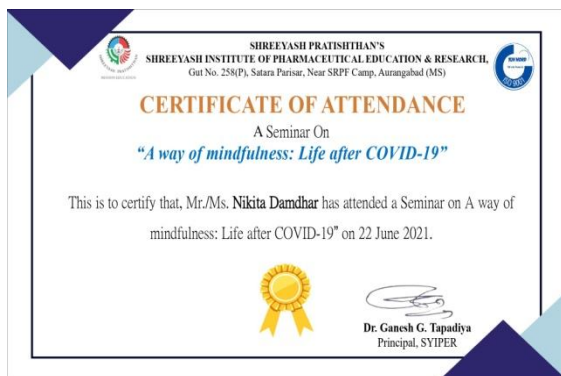 SHREEYASH PRATISHTHAN'S
SHREEYASH INSTITUTE OF PHARMACEUTICAL EDUCATION & RESEARCH,
Gut No. 258(P), Satara Parisar, Near SRPF Camp, Aurangabad (MS)
CERTIFICATE OF ATTENDANCE
A Seminar On
“A way of mindfulness: Life after COVID-19”
This is to certify that, Mr./Ms. Nikita Damdhar has attended a Seminar on A way of
mindfulness: Life after COVID-19” on 22 June 2021.
Dr. Ganesh G. Tapadiya
Principal, SYIPER
ISO 9001